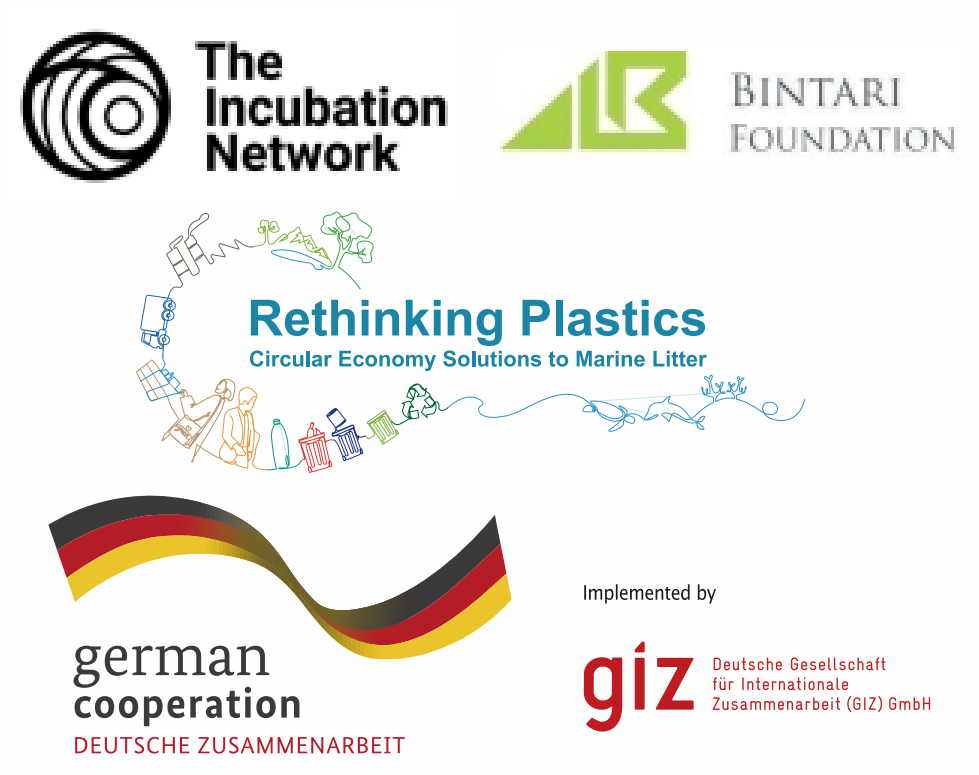 The
Incubation
Network
BINTARI
FOUNDATION
Rethinking Plastics
Circular Economy Solutions to Marine Litter
german
cooperation
DEUTSCHE ZUSAMMENARBEIT
Implemented by
giz
Deutsche Gesellschaft
für Internationale
Zusammenarbeit (GIZ) GmbH